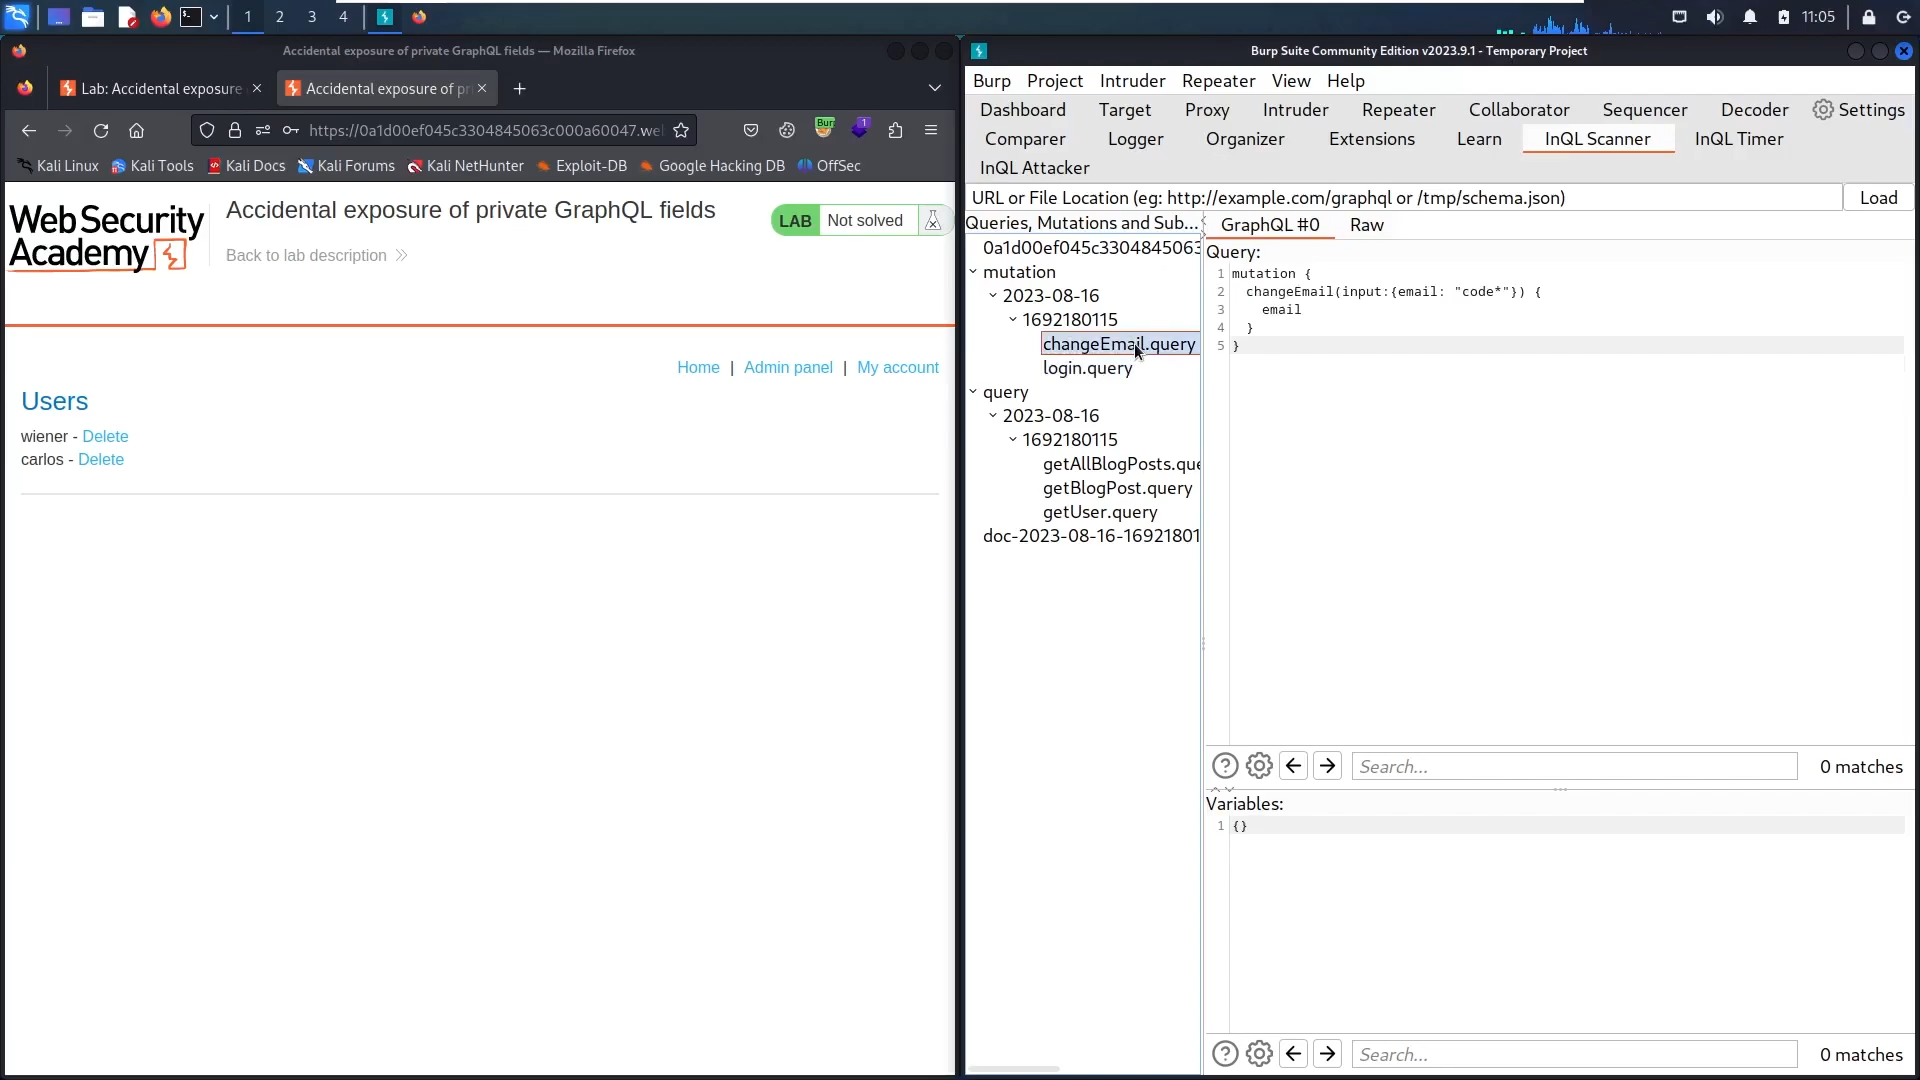 1 2 3 4 11:05
Accidental exposure of private GraphQL fields — Mozilla Firefox
Lab: Accidental exposure
Accidental exposure of pr
https://0a1d00ef045c3304845063c000a60047.we
Bur
1
Kali Linux Kali Tools Kali Docs Kali Forums Kali NetHunter Exploit-DB Google Hacking DB OffSec
Web Security
Academy
Accidental exposure of private GraphQL fields
Back to lab description
LAB Not solved
Home | Admin panel | My account
Users
wiener - Delete
carlos - Delete
Burp Suite Community Edition v2023.9.1 - Temporary Project
Burp Project Intruder Repeater View Help
Dashboard Target Proxy Intruder Repeater Collaborator Sequencer Decoder Settings
Comparer Logger Organizer Extensions Learn InQL Scanner InQL Timer
InQL Attacker
URL or File Location (eg: http://example.com/graphql or /tmp/schema.json) Load
Queries, Mutations and Sub...
0a1d00ef045c3304845063
mutation
2023-08-16
1692180115
changeEmail.query
login.query
query
2023-08-16
1692180115
getAllBlogPosts.que
getBlogPost.query
getUser.query
doc-2023-08-16-16921801
GraphQL #0 Raw
Query:
1 mutation {
2 changeEmail(input:{email: "code*"}) {
3 email
4 }
5 }
Search... 0 matches
Variables:
1 {}
Search... 0 matches